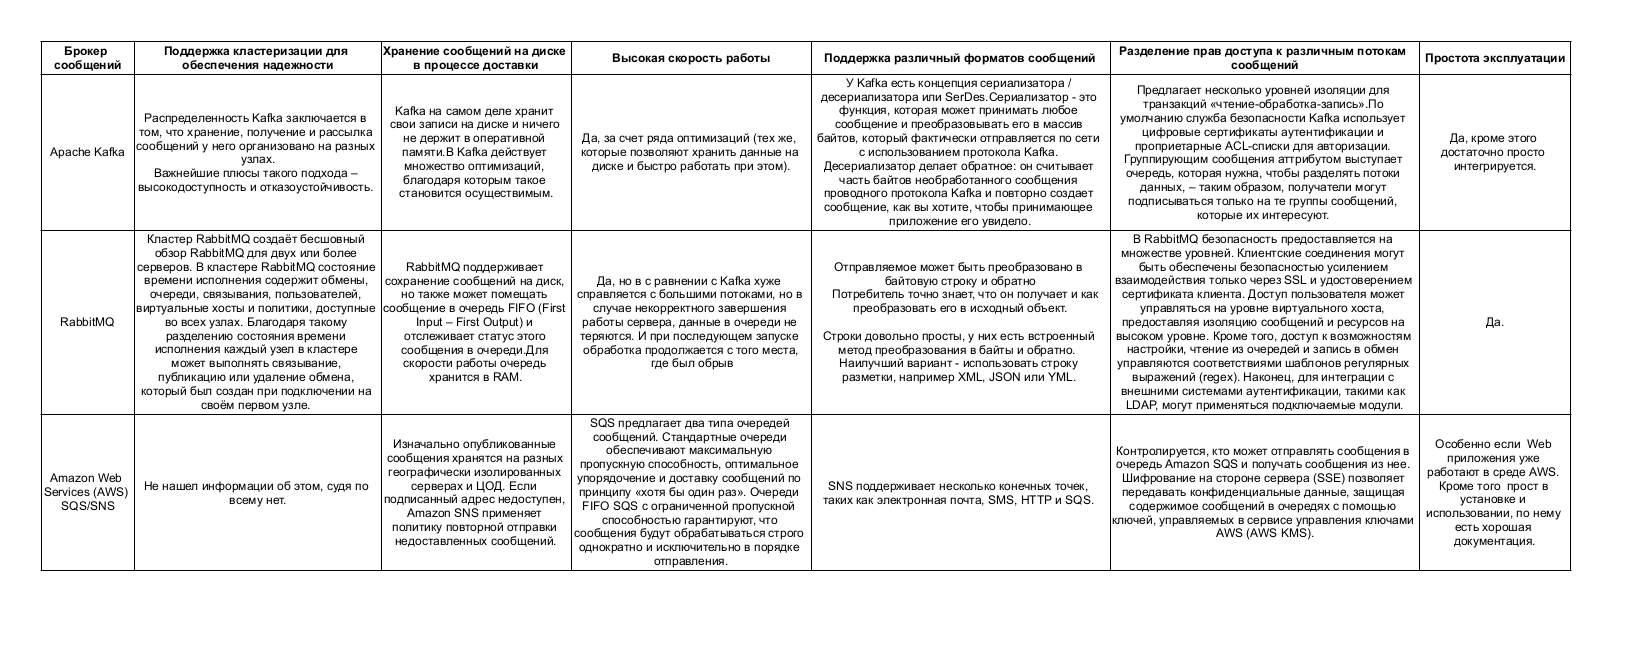 Брокер
сообщений
Поддержка кластеризации для
обеспечения надежности
Хранение сообщений на диске
в процессе доставки
Высокая скорость работы
Поддержка различный форматов сообщений
Разделение прав доступа к различным потокам
сообщений
Простота эксплуатации
Apache Kafka
Распределенность Kafka заключается в
том, что хранение, получение и рассылка
сообщений у него организовано на разных
узлах.
Важнейшие плюсы такого подхода –
высокодоступность и отказоустойчивость.
Kafka на самом деле хранит
свои записи на диске и ничего
не держит в оперативной
памяти.В Kafka действует
множество оптимизаций,
благодаря которым такое
становится осуществимым.
Да, за счет ряда оптимизаций (тех же,
которые позволяют хранить данные на
диске и быстро работать при этом).
У Kafka есть концепция сериализатора /
десериализатора или SerDes.Сериализатор - это
функция, которая может принимать любое
сообщение и преобразовывать его в массив
байтов, который фактически отправляется по сети
с использованием протокола Kafka.
Десериализатор делает обратное: он считывает
часть байтов необработанного сообщения
проводного протокола Kafka и повторно создает
сообщение, как вы хотите, чтобы принимающее
приложение его увидело.
Предлагает несколько уровней изоляции для
транзакций «чтение-обработка-запись».По
умолчанию служба безопасности Kafka использует
цифровые сертификаты аутентификации и
проприетарные ACL-списки для авторизации.
Группирующим сообщения аттрибутом выступает
очередь, которая нужна, чтобы разделять потоки
данных, – таким образом, получатели могут
подписываться только на те группы сообщений,
которые их интересуют.
Да, кроме этого
достаточно просто
интегрируется.
RabbitMQ
Кластер RabbitMQ создаёт бесшовный
обзор RabbitMQ для двух или более
серверов. В кластере RabbitMQ состояние
времени исполнения содержит обмены,
очереди, связывания, пользователей,
виртуальные хосты и политики, доступные
во всех узлах. Благодаря такому
разделению состояния времени
исполнения каждый узел в кластере
может выполнять связывание,
публикацию или удаление обмена,
который был создан при подключении на
своём первом узле.
RabbitMQ поддерживает
сохранение сообщений на диск,
но также может помещать
сообщение в очередь FIFO (First
Input – First Output) и
отслеживает статус этого
сообщения в очереди.Для
скорости работы очередь
хранится в RAM.
Да, но в с равнении с Kafka хуже
справляется с большими потоками, но в
случае некорректного завершения
работы сервера, данные в очереди не
теряются. И при последующем запуске
обработка продолжается с того места,
где был обрыв
Отправляемое может быть преобразовано в
байтовую строку и обратно
Потребитель точно знает, что он получает и как
преобразовать его в исходный объект.
Строки довольно просты, у них есть встроенный
метод преобразования в байты и обратно.
Наилучший вариант - использовать строку
разметки, например XML, JSON или YML.
В RabbitMQ безопасность предоставляется на
множестве уровней. Клиентские соединения могут
быть обеспечены безопасностью усилением
взаимодействия только через SSL и удостоверением
сертификата клиента. Доступ пользователя может
управляться на уровне виртуального хоста,
предоставляя изоляцию сообщений и ресурсов на
высоком уровне. Кроме того, доступ к возможностям
настройки, чтение из очередей и запись в обмен
управляются соответствиями шаблонов регулярных
выражений (regex). Наконец, для интеграции с
внешними системами аутентификации, такими как
LDAP, могут применяться подключаемые модули.
Да.
Amazon Web
Services (AWS)
SQS/SNS
Не нашел информации об этом, судя по
всему нет.
Изначально опубликованные
сообщения хранятся на разных
географически изолированных
серверах и ЦОД. Если
подписанный адрес недоступен,
Amazon SNS применяет
политику повторной отправки
недоставленных сообщений.
SQS предлагает два типа очередей
сообщений. Стандартные очереди
обеспечивают максимальную
пропускную способность, оптимальное
упорядочение и доставку сообщений по
принципу «хотя бы один раз». Очереди
FIFO SQS с ограниченной пропускной
способностью гарантируют, что
сообщения будут обрабатываться строго
однократно и исключительно в порядке
отправления.
SNS поддерживает несколько конечных точек,
таких как электронная почта, SMS, HTTP и SQS.
Контролируется, кто может отправлять сообщения в
очередь Amazon SQS и получать сообщения из нее.
Шифрование на стороне сервера (SSE) позволяет
передавать конфиденциальные данные, защищая
содержимое сообщений в очередях с помощью
ключей, управляемых в сервисе управления ключами
AWS (AWS KMS).
Особенно если Web
приложения уже
работают в среде AWS.
Кроме того прост в
установке и
использовании, по нему
есть хорошая
документация.